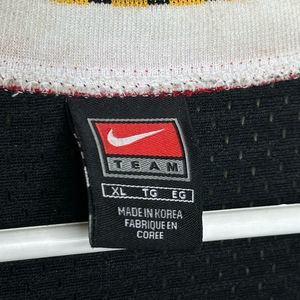 TEAM
XL TG EG
MADE IN KOREA
FABRIQUE EN
COREE